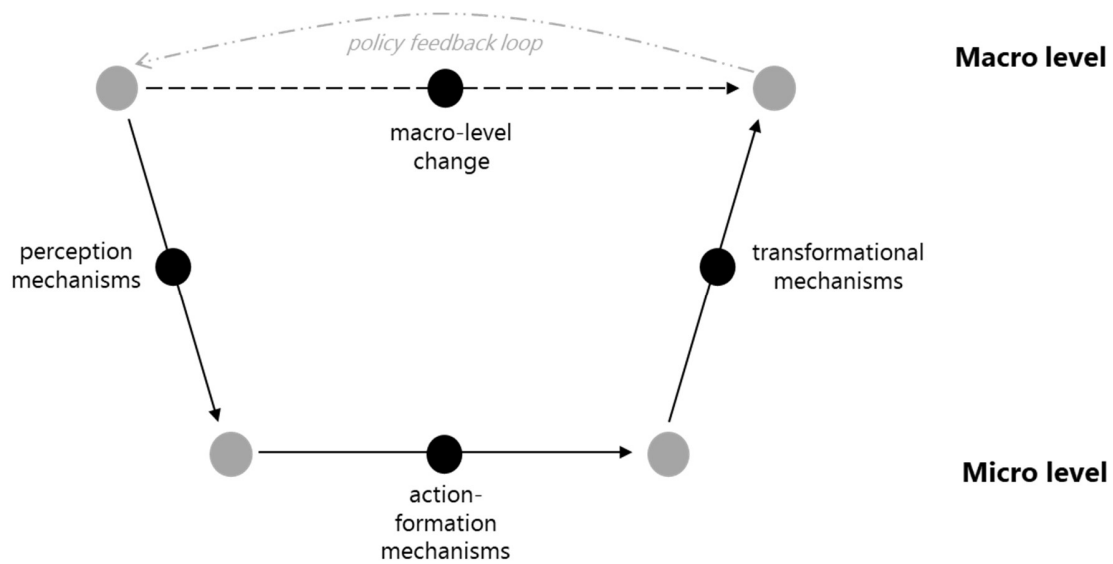 policy feedback loop
Macro level
macro-level
change
perception
mechanisms
transformational
mechanisms
action-
formation
mechanisms
Micro level